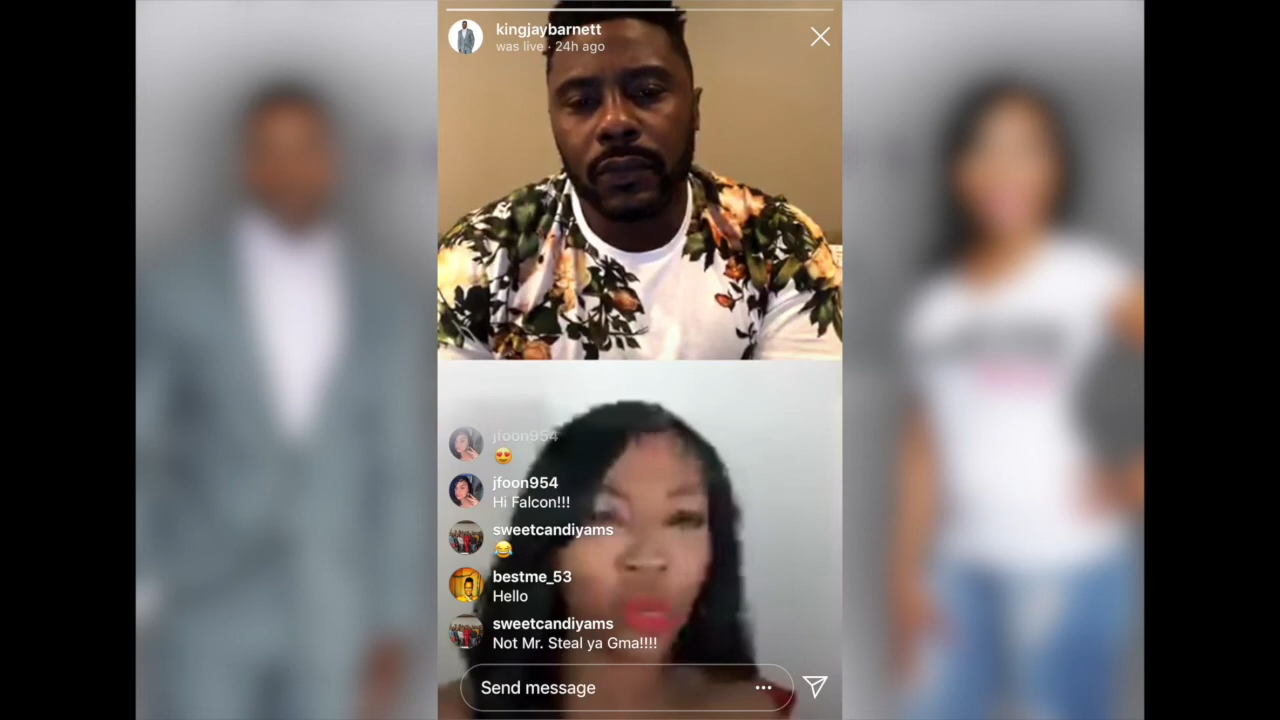 kingjaybarnett
was live · 24h ago
jfoon954
😍
jfoon954
Hi Falcon!!!
sweetcandiyams
😂
bestme_53
Hello
sweetcandiyams
Not Mr. Steal ya Gma!!!!
Send message